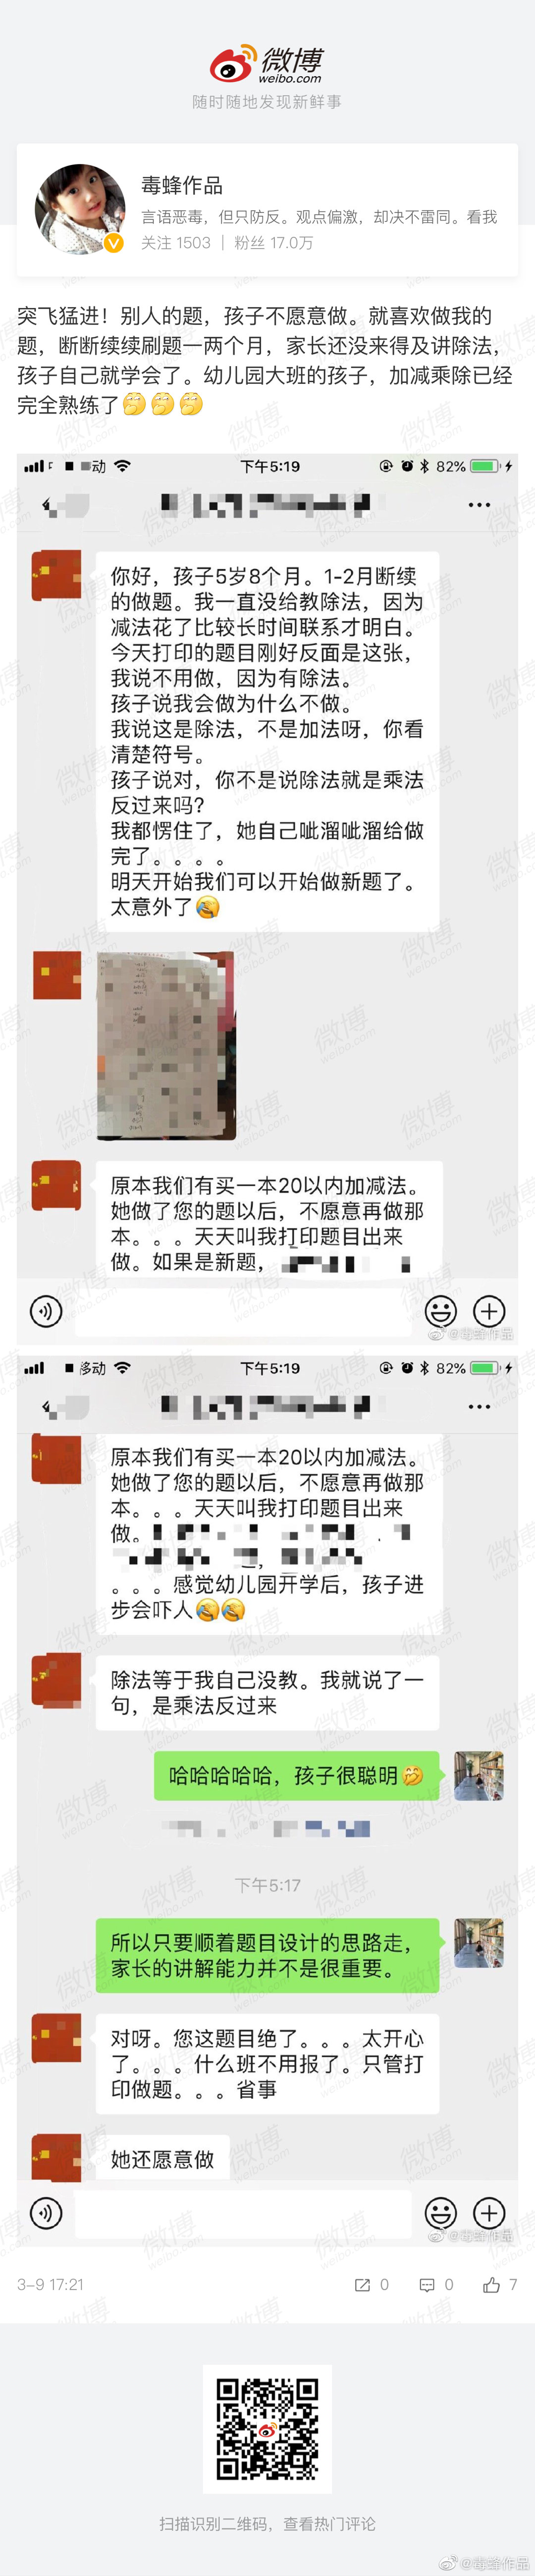 微博
weibo.com
随时随地发现新鲜事
毒蜂作品
言语恶毒，但只防反。观点偏激，却决不雷同。看我
关注 1503 | 粉丝 17.0万
突飞猛进！别人的题，孩子不愿意做。就喜欢做我的
题，断断续续刷题一两个月，家长还没来得及讲除法，
孩子自己就学会了。幼儿园大班的孩子，加减乘除已经
完全熟练了🤔🤔🤔
动 下午5:19 82%
你好，孩子5岁8个月。1-2月断续
的做题。我一直没给教除法，因为
减法花了比较长时间联系才明白。
今天打印的题目刚好反面是这张，
我说不用做，因为有除法。
孩子说我会做为什么不做。
我说这是除法，不是加法呀，你看
清楚符号。
孩子说对，你不是说除法就是乘法
反过来吗?
我都愣住了，她自己呲溜呲溜给做
完了。。。。
明天开始我们可以开始做新题了。
太意外了😂
原本我们有买一本20以内加减法。
她做了您的题以后，不愿意再做那
本。。。天天叫我打印题目出来
做。如果是新题，
@毒蜂作品
移动 下午5:19 82%
原本我们有买一本20以内加减法。
她做了您的题以后，不愿意再做那
本。。。天天叫我打印题目出来
做。
。。。感觉幼儿园开学后，孩子进
步会吓人😂😂
除法等于我自己没教。我就说了一
句，是乘法反过来
哈哈哈哈哈，孩子很聪明🤭
下午5:17
所以只要顺着题目设计的思路走，
家长的讲解能力并不是很重要。
对呀。您这题目绝了。。。太开心
了。。。什么班不用报了。只管打
印做题。。。省事
她还愿意做
@毒蜂作品
3-9 17:21 0 0 7
扫描识别二维码，查看热门评论
@毒蜂作品